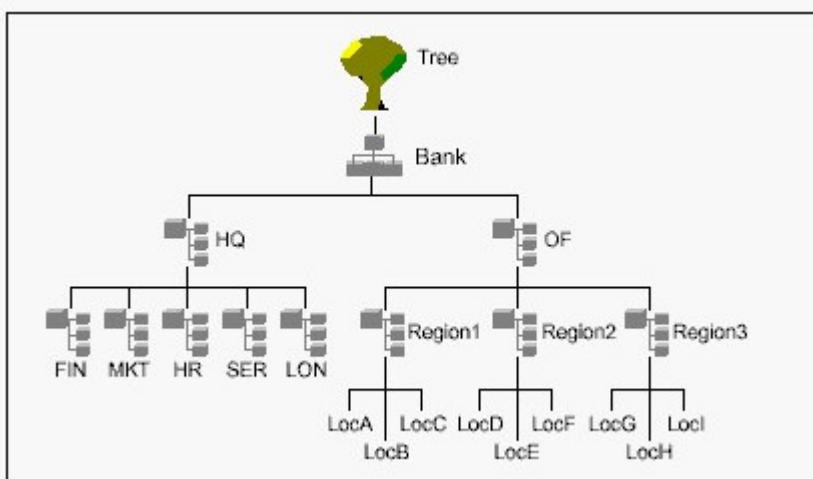 Tree
Bank
HQ OF
Region1 Region2 Region3
FIN MKT HR SER LON
LocA LocC LocD LocF LocG LocI
LocB LocE LocH